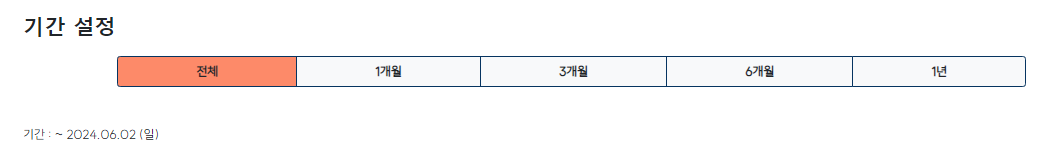 기간 설정
전체 1개월 3개월 6개월 1년
기간 : ~ 2024.06.02 (일)